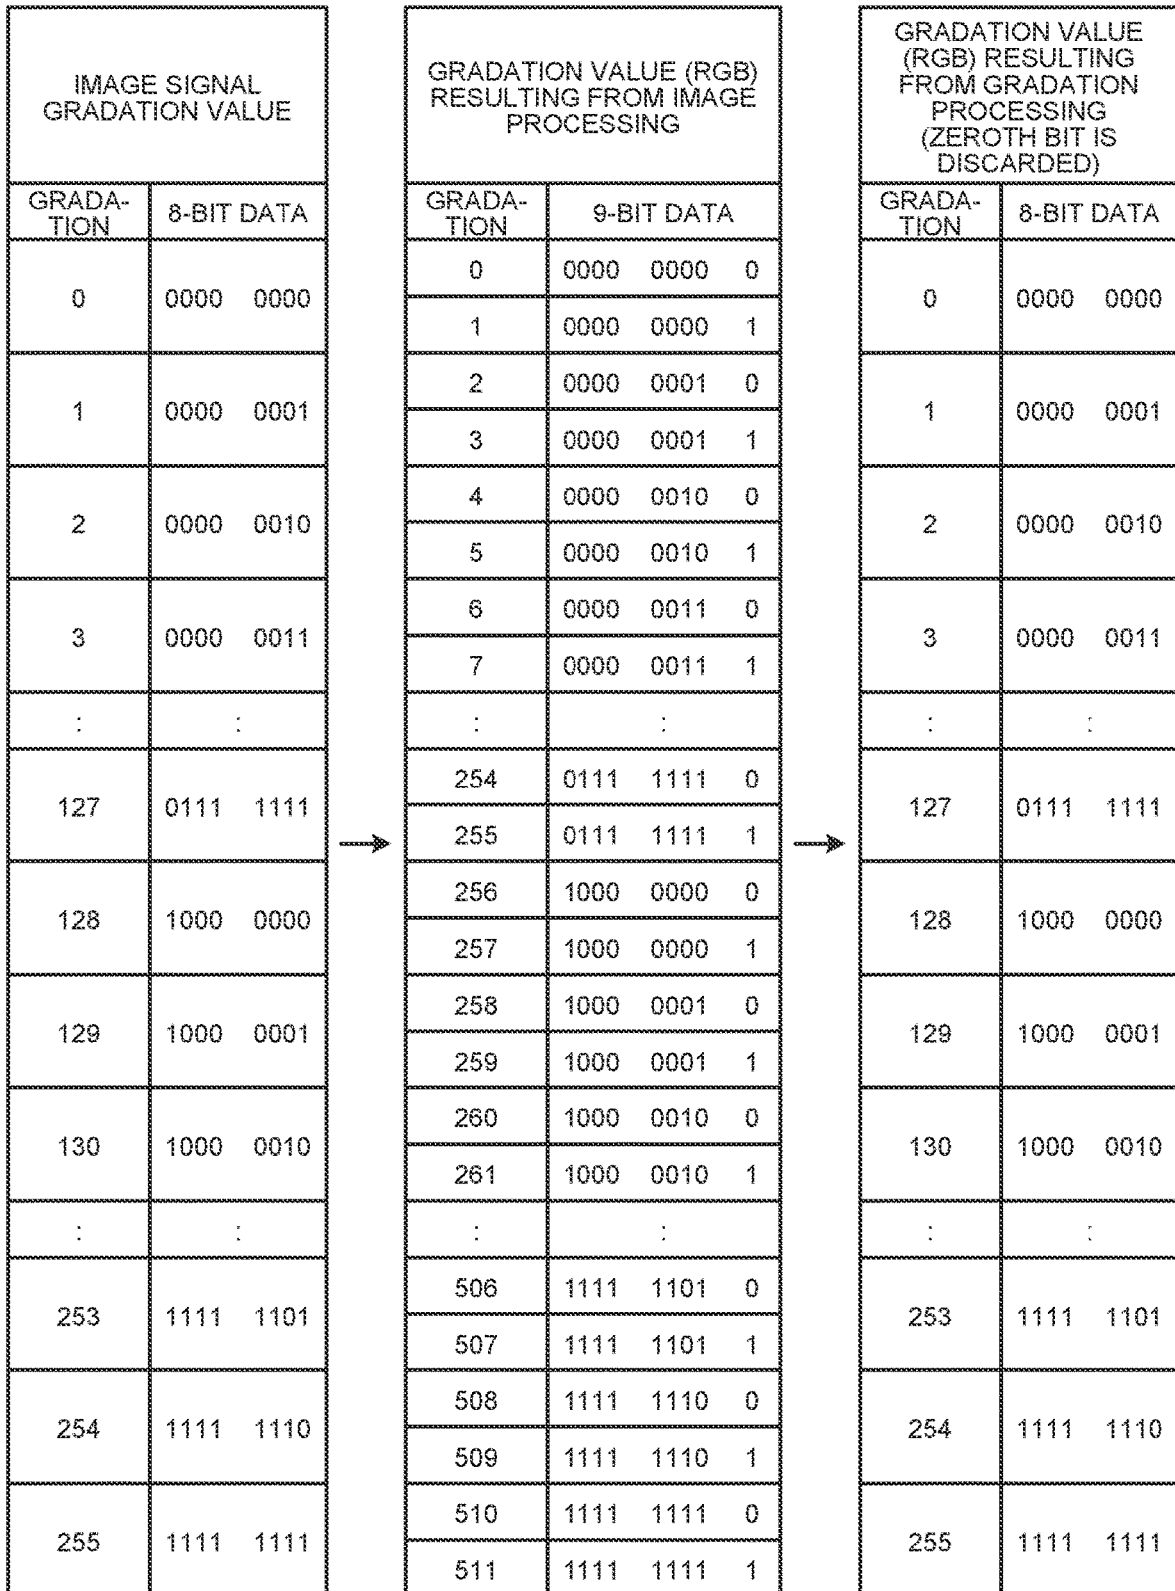 IMAGE SIGNAL
GRADATION VALUE
GRADA-
TION
8-BIT DATA
0 0000 0000
1 0000 0001
2 0000 0010
3 0000 0011
: :
127 0111 1111
128 1000 0000
129 1000 0001
130 1000 0010
: :
253 1111 1101
254 1111 1110
255 1111 1111
GRADATION VALUE (RGB)
RESULTING FROM IMAGE
PROCESSING
GRADA-
TION
9-BIT DATA
0 0000 0000 0
1 0000 0000 1
2 0000 0001 0
3 0000 0001 1
4 0000 0010 0
5 0000 0010 1
6 0000 0011 0
7 0000 0011 1
: :
254 0111 1111 0
255 0111 1111 1
256 1000 0000 0
257 1000 0000 1
258 1000 0001 0
259 1000 0001 1
260 1000 0010 0
261 1000 0010 1
: :
506 1111 1101 0
507 1111 1101 1
508 1111 1110 0
509 1111 1110 1
510 1111 1111 0
511 1111 1111 1
GRADATION VALUE
(RGB) RESULTING
FROM GRADATION
PROCESSING
(ZEROTH BIT IS
DISCARDED)
GRADA-
TION
8-BIT DATA
0 0000 0000
1 0000 0001
2 0000 0010
3 0000 0011
: :
127 0111 1111
128 1000 0000
129 1000 0001
130 1000 0010
: :
253 1111 1101
254 1111 1110
255 1111 1111